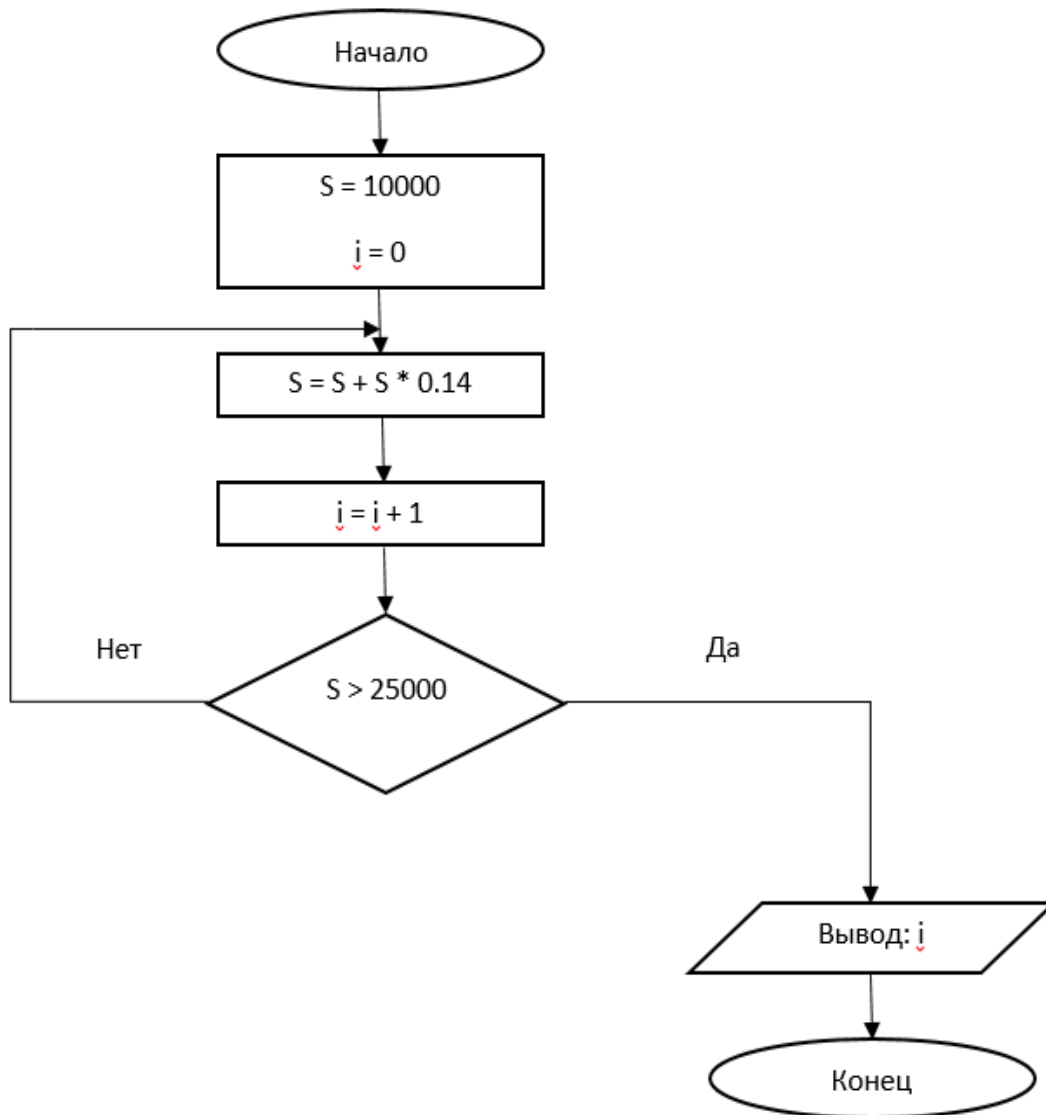 Начало
S = 10000
i = 0
S = S + S * 0.14
i = i + 1
Нет
Да
S > 25000
Вывод: i
Конец